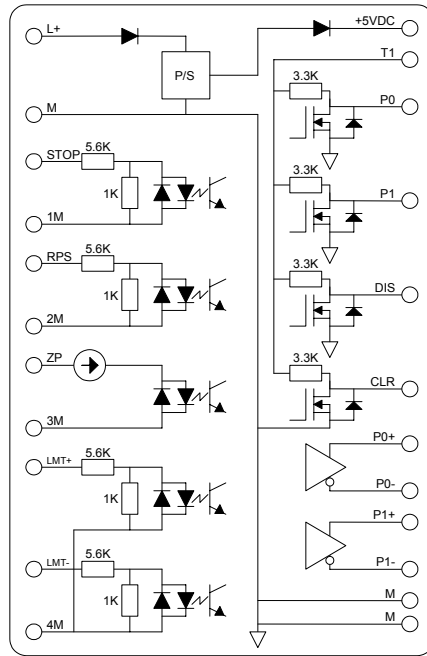 L+
P/S
M
STOP
5.6K
1K
1M
RPS
5.6K
1K
2M
ZP
3M
LMT+
5.6K
1K
LMT-
5.6K
1K
4M
+5VDC
T1
3.3K
P0
3.3K
P1
3.3K
DIS
3.3K
CLR
P0+
P0-
P1+
P1-
M
M